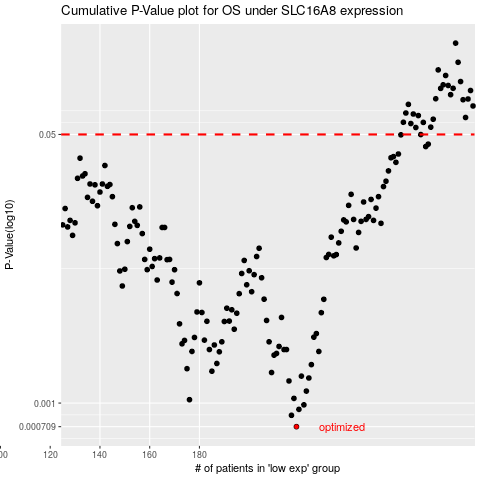 Cumulative P-Value plot for OS under SLC16A8 expression
P-Value(log10)
0.05
0.001
0.000709
optimized
00 120 140 160 180
# of patients in 'low exp' group